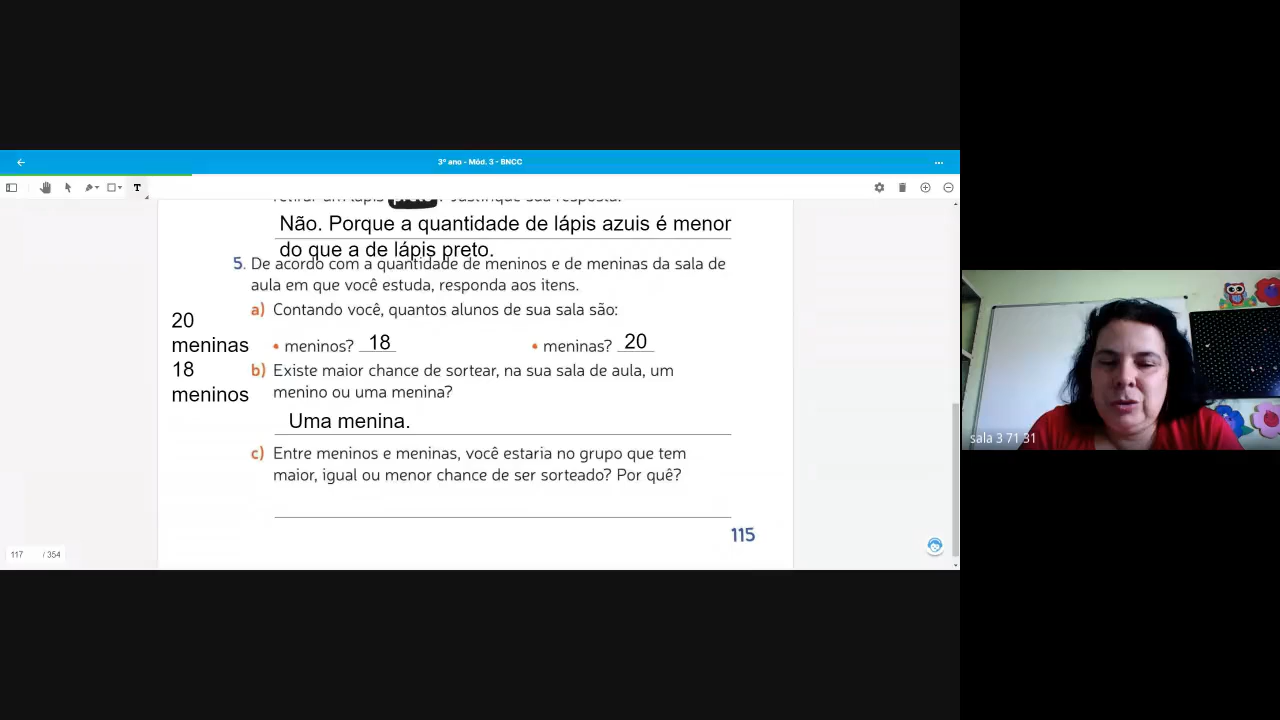 3º ano - Mód. 3 - BNCC
T
Não. Porque a quantidade de lápis azuis é menor
do que a de lápis preto.
5. De acordo com a quantidade de meninos e de meninas da sala de
aula em que você estuda, responda aos itens.
a) Contando você, quantos alunos de sua sala são:
20
meninas
18
meninos
• meninos? 18
• meninas? 20
b) Existe maior chance de sortear, na sua sala de aula, um
menino ou uma menina?
Uma menina.
c) Entre meninos e meninas, você estaria no grupo que tem
maior, igual ou menor chance de ser sorteado? Por quê?
115
117 / 354
sala 3 71 31